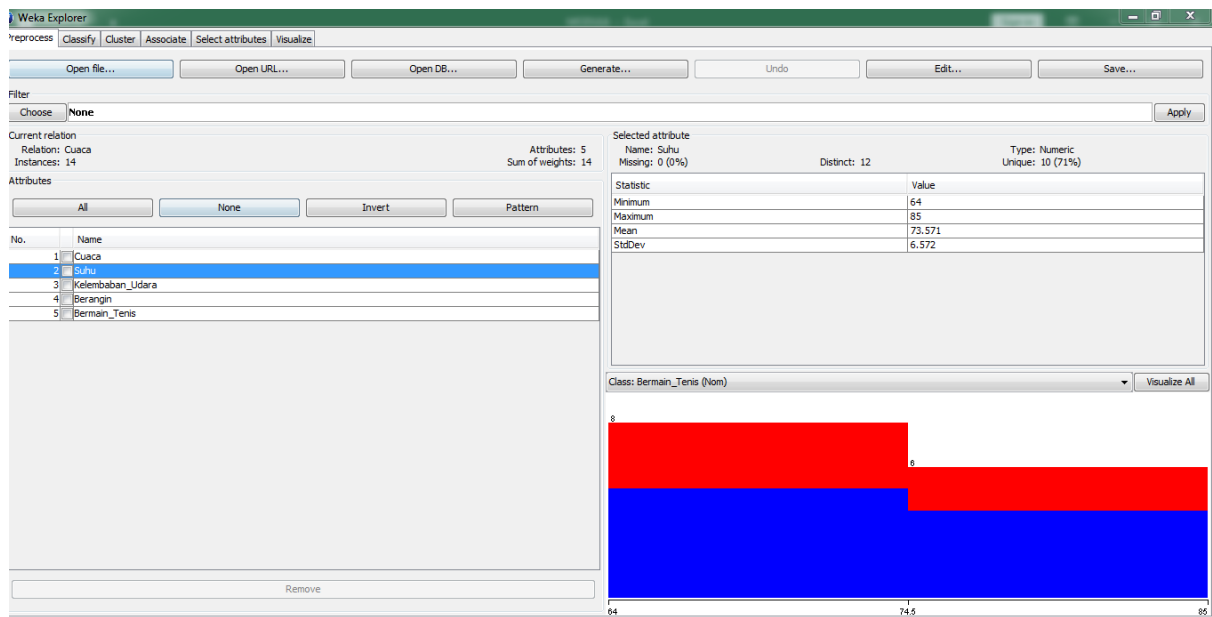 Weka Explorer
Preprocess Classify Cluster Associate Select attributes Visualize
Open file... Open URL... Open DB... Generate... Undo Edit... Save...
Filter
Choose None Apply
Current relation
Relation: Cuaca Attributes: 5
Instances: 14 Sum of weights: 14
Selected attribute
Name: Suhu Type: Numeric
Missing: 0 (0%) Distinct: 12 Unique: 10 (71%)
Attributes
All None Invert Pattern
No. Name
1 Cuaca
2 Suhu
3 Kelembaban_Udara
4 Berangin
5 Bermain_Tenis
Remove
Statistic Value
Minimum 64
Maximum 85
Mean 73.571
StdDev 6.572
Class: Bermain_Tenis (Nom) Visualize All
8
6
64 74.5 85